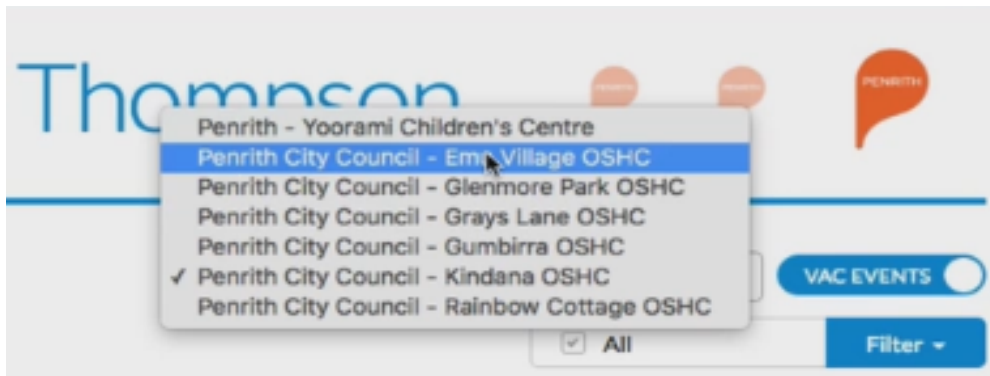 Thompson
PENRITH
Penrith - Yoorami Children's Centre
Penrith City Council - Emu Village OSHC
Penrith City Council - Glenmore Park OSHC
Penrith City Council - Grays Lane OSHC
Penrith City Council - Gumbirra OSHC
✓ Penrith City Council - Kindana OSHC
Penrith City Council - Rainbow Cottage OSHC
VAC EVENTS
All
Filter